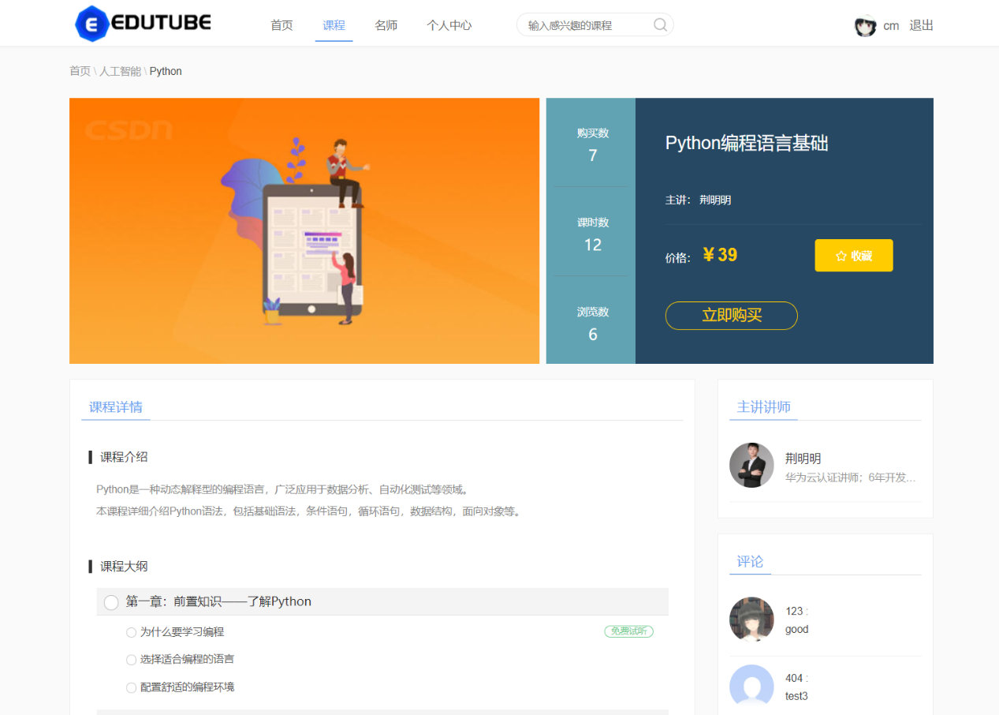 EDUTUBE
首页 课程 名师 个人中心 输入感兴趣的课程 cm 退出
首页 \ 人工智能 \ Python
CSDN
购买数
7
课时数
12
浏览数
6
Python编程语言基础
主讲： 荆明明
价格： ¥ 39
收藏
立即购买
课程详情
课程介绍
Python是一种动态解释型的编程语言，广泛应用于数据分析、自动化测试等领域。
本课程详细介绍Python语法，包括基础语法，条件语句，循环语句，数据结构，面向对象等。
课程大纲
第一章：前置知识——了解Python
为什么要学习编程 免费试听
选择适合编程的语言
配置舒适的编程环境
主讲讲师
荆明明
华为云认证讲师；6年开发...
评论
123 :
good
404 :
test3